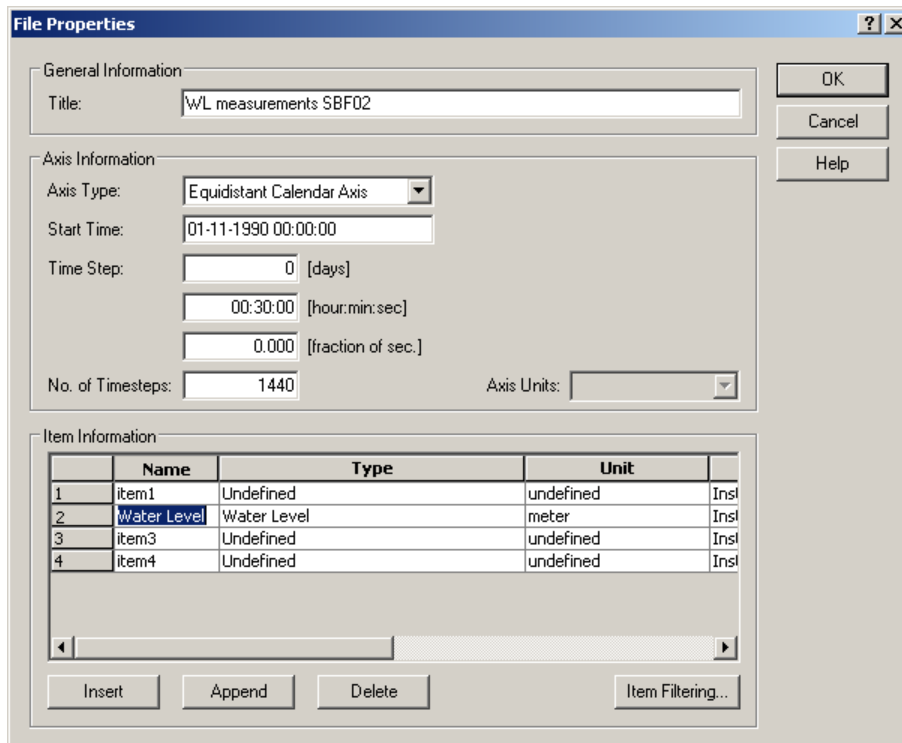 File Properties
General Information
Title: WL measurements SBF02
OK
Cancel
Help
Axis Information
Axis Type: Equidistant Calendar Axis
Start Time: 01-11-1990 00:00:00
Time Step: 0 [days]
00:30:00 [hour:min:sec]
0.000 [fraction of sec.]
No. of Timesteps: 1440 Axis Units:
Item Information
Name Type Unit
1 item1 Undefined undefined
2 Water Level Water Level meter
3 item3 Undefined undefined
4 item4 Undefined undefined
Insert Append Delete Item Filtering...